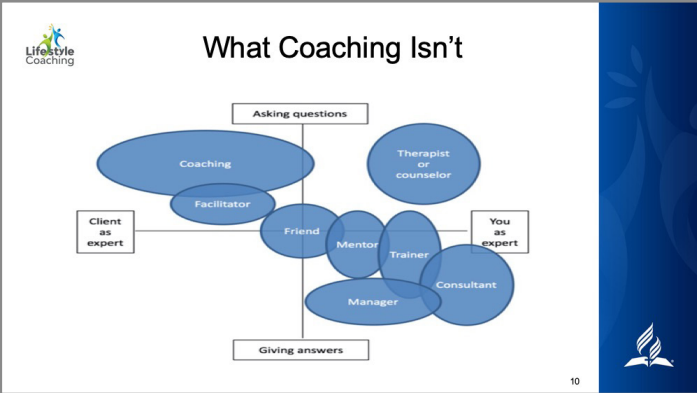 Lifestyle
Coaching
What Coaching Isn't
Asking questions
Coaching
Therapist
or
counselor
Facilitator
Client
as
expert
Friend
Mentor
Trainer
You
as
expert
Consultant
Manager
Giving answers
10